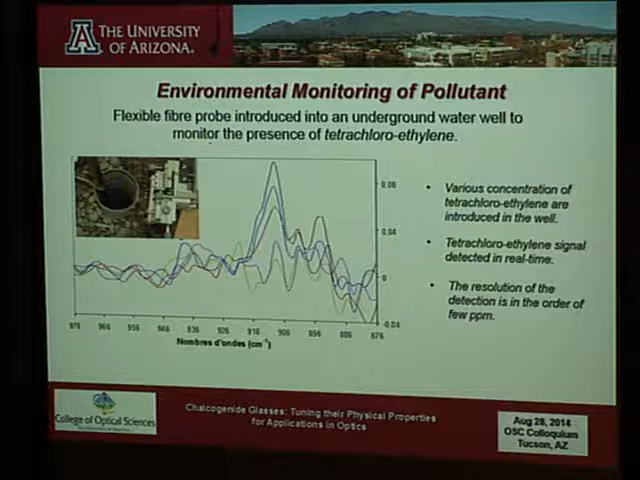 THE UNIVERSITY
OF ARIZONA.
Environmental Monitoring of Pollutant
Flexible fibre probe introduced into an underground water well to
monitor the presence of tetrachloro-ethylene.
• Various concentration of
tetrachloro-ethylene are
introduced in the well.
• Tetrachloro-ethylene signal
detected in real-time.
• The resolution of the
detection is in the order of
few ppm.
0,04
0
-0,04
966 956 946 936 926 916 906 896 886 876
Nombres d'ondes (cm⁻¹)
College of Optical Sciences
Chalcogenide Glasses: Tuning their Physical Properties
for Applications in Optics
Aug 28, 2014
OSC Colloquium
Tucson, AZ